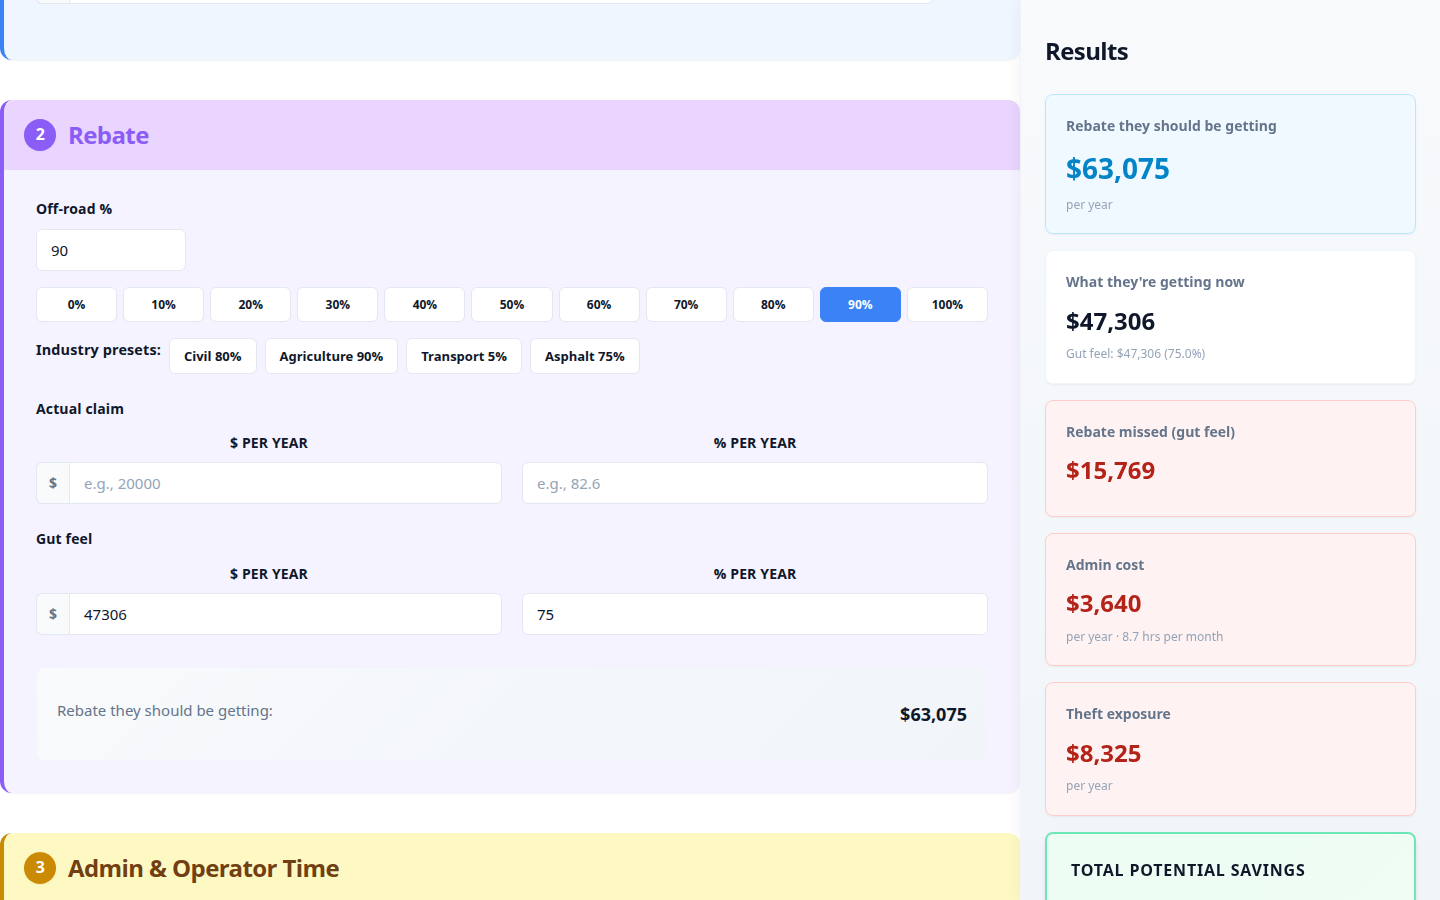 2 Rebate
Off-road %
90
0% 10% 20% 30% 40% 50% 60% 70% 80% 90% 100%
Industry presets: Civil 80% Agriculture 90% Transport 5% Asphalt 75%
Actual claim
$ PER YEAR % PER YEAR
$ e.g., 20000 e.g., 82.6
Gut feel
$ PER YEAR % PER YEAR
$ 47306 75
Rebate they should be getting: $63,075
3 Admin & Operator Time
Results
Rebate they should be getting
$63,075
per year
What they're getting now
$47,306
Gut feel: $47,306 (75.0%)
Rebate missed (gut feel)
$15,769
Admin cost
$3,640
per year · 8.7 hrs per month
Theft exposure
$8,325
per year
TOTAL POTENTIAL SAVINGS